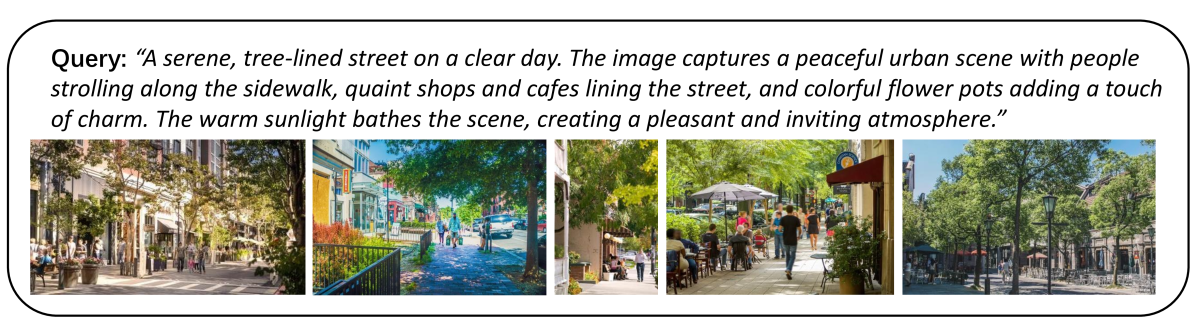 Query: “A serene, tree-lined street on a clear day. The image captures a peaceful urban scene with people
strolling along the sidewalk, quaint shops and cafes lining the street, and colorful flower pots adding a touch
of charm. The warm sunlight bathes the scene, creating a pleasant and inviting atmosphere.”